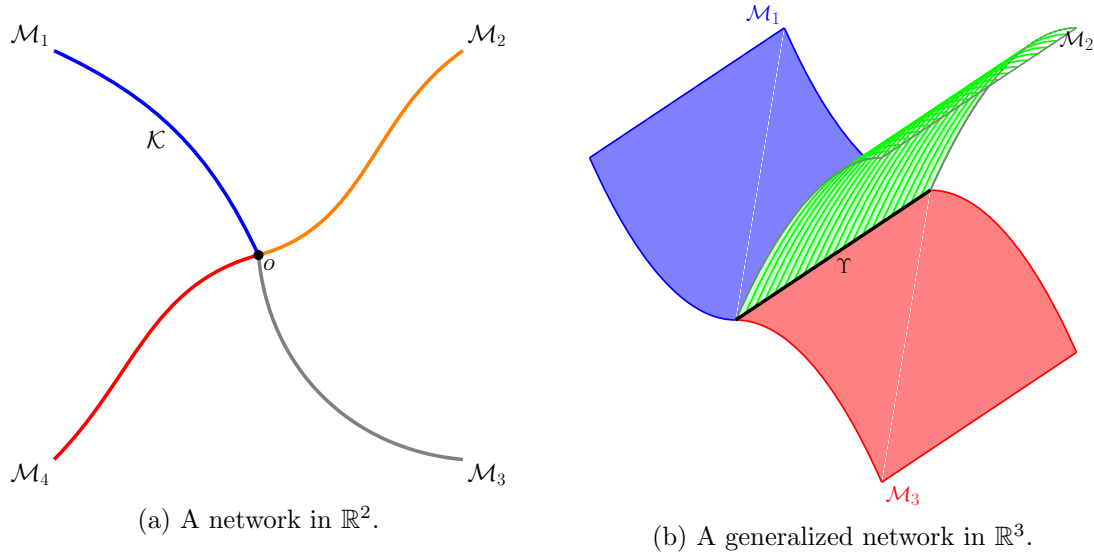 ℳ₁
ℳ₂
𝒦
o
ℳ₄
ℳ₃
(a) A network in ℝ².
ℳ₁
ℳ₂
ϒ
ℳ₃
(b) A generalized network in ℝ³.